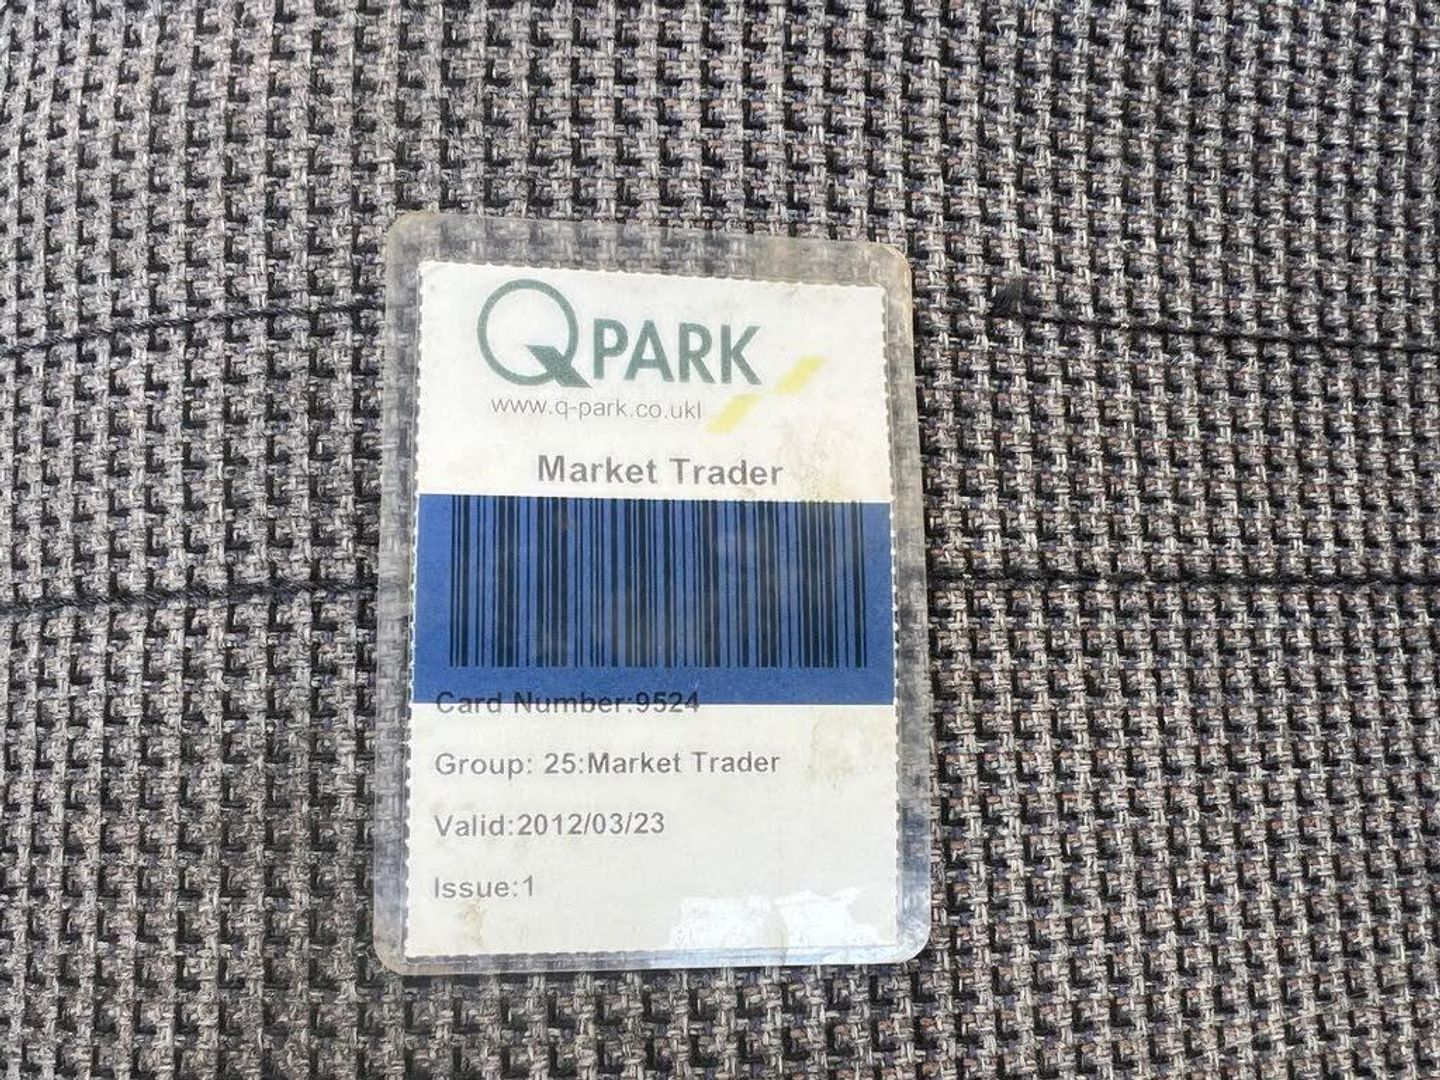 Q PARK
www.q-park.co.ukl
Market Trader
Card Number:9524
Group: 25:Market Trader
Valid:2012/03/23
Issue:1